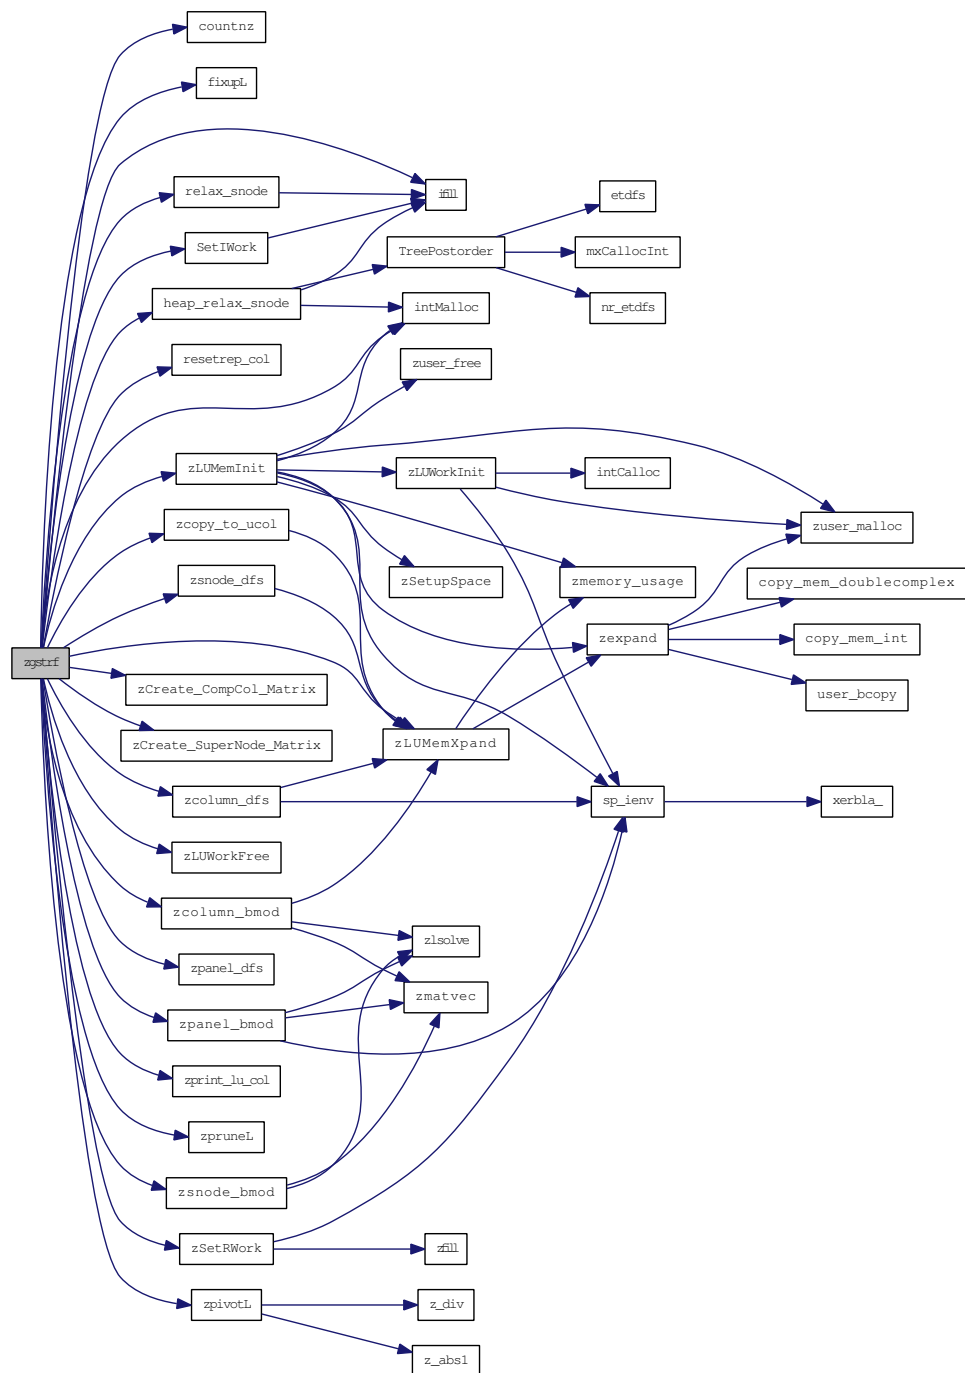 countnz
fixupL
relax_snode
ifill
SetIWork
heap_relax_snode
TreePostorder
etdfs
mxCallocInt
nr_etdfs
intMalloc
resetrep_col
zuser_free
zLUMemInit
zLUWorkInit
intCalloc
zuser_malloc
zcopy_to_ucol
zsnode_dfs
zSetupSpace
zmemory_usage
copy_mem_doublecomplex
zexpand
copy_mem_int
user_bcopy
zgstrf
zCreate_CompCol_Matrix
zCreate_SuperNode_Matrix
zLUMemXpand
zcolumn_dfs
sp_ienv
xerbla_
zLUWorkFree
zcolumn_bmod
zlsolve
zpanel_dfs
zmatvec
zpanel_bmod
zprint_lu_col
zpruneL
zsnode_bmod
zSetRWork
zfill
zpivotL
z_div
z_abs1